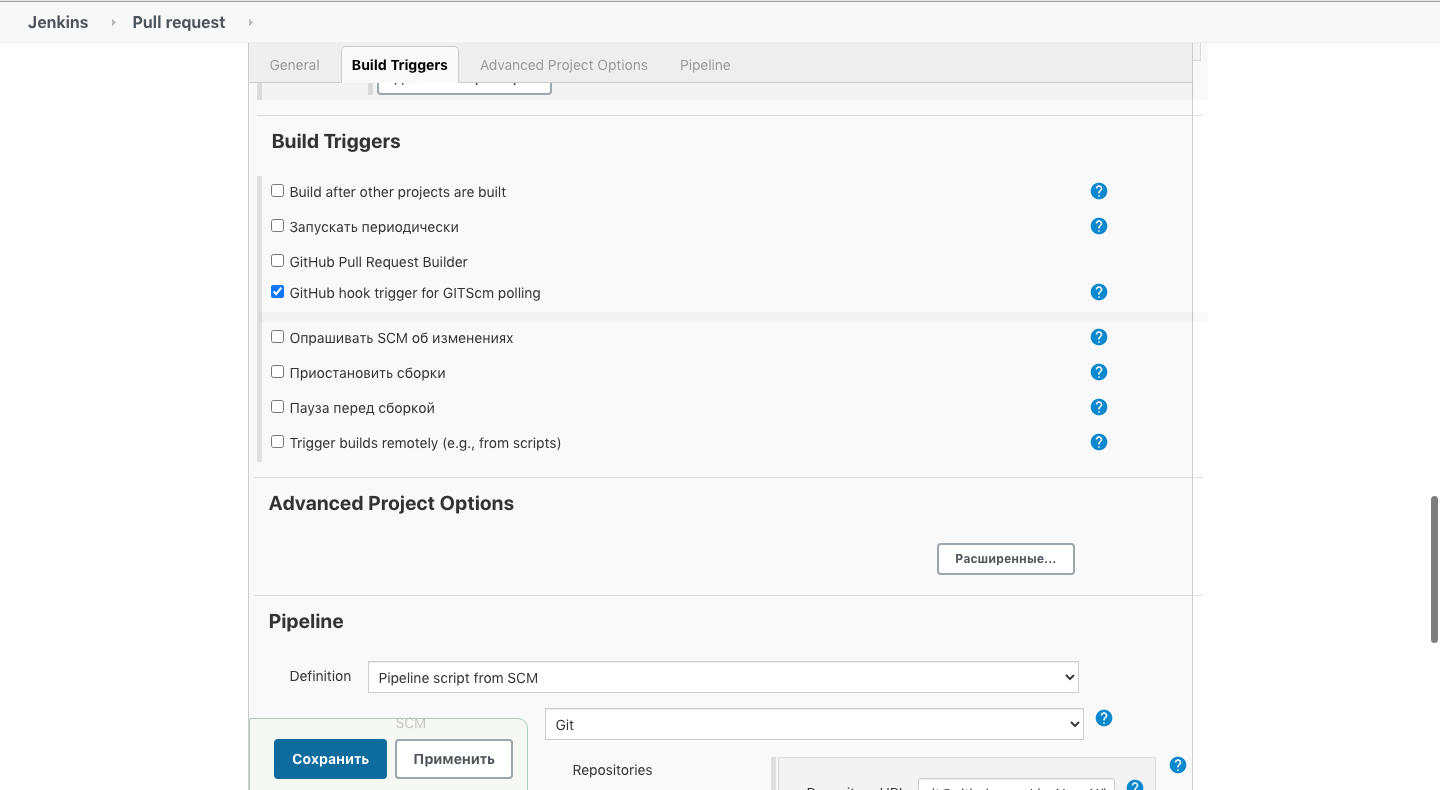 Jenkins
Pull request
General
Build Triggers
Advanced Project Options
Pipeline
Build Triggers
Build after other projects are built
Запускать периодически
GitHub Pull Request Builder
GitHub hook trigger for GITScm polling
Опрашивать SCM об изменениях
Приостановить сборки
Пауза перед сборкой
Trigger builds remotely (e.g., from scripts)
Advanced Project Options
Расширенные...
Pipeline
Definition
Pipeline script from SCM
SCM
Git
Сохранить
Применить
Repositories